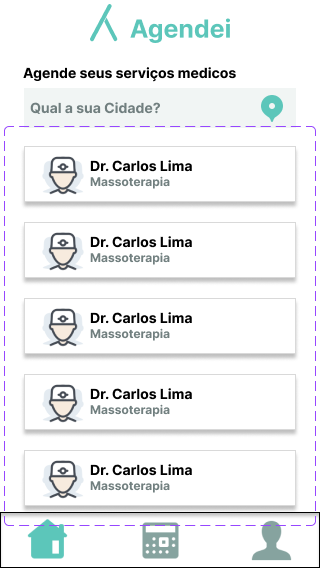 Agendei
Agende seus serviços medicos
Qual a sua Cidade?
Dr. Carlos Lima
Massoterapia
Dr. Carlos Lima
Massoterapia
Dr. Carlos Lima
Massoterapia
Dr. Carlos Lima
Massoterapia
Dr. Carlos Lima
Massoterapia